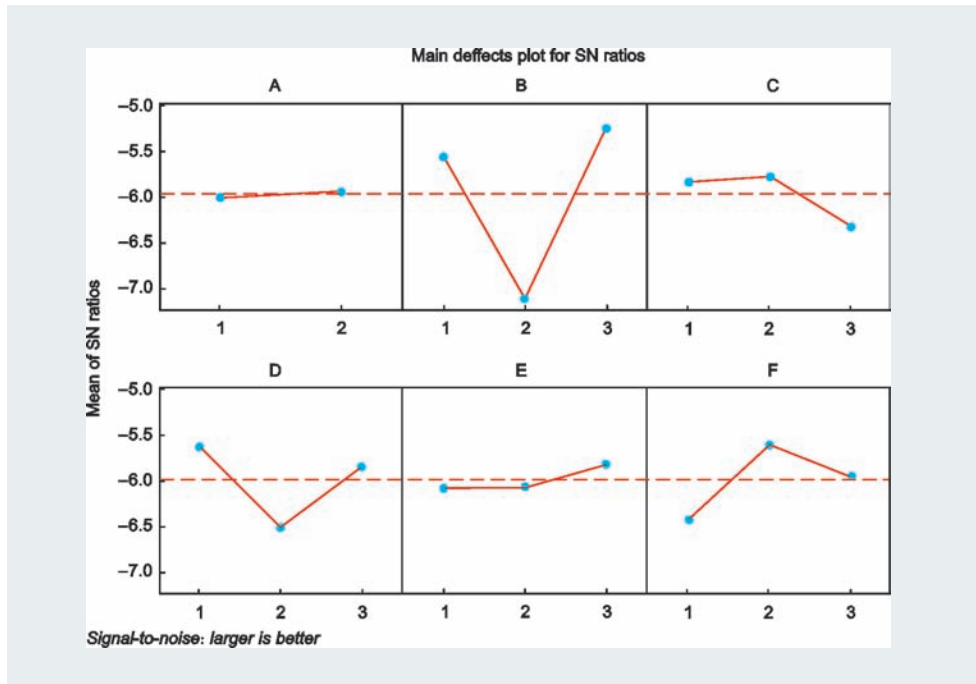 Main deffects plot for SN ratios
A B C
–5.0
–5.5
–6.0
–6.5
–7.0
1 2 1 2 3 1 2 3
Mean of SN ratios
D E F
–5.0
–5.5
–6.0
–6.5
–7.0
1 2 3 1 2 3 1 2 3
Signal-to-noise: larger is better